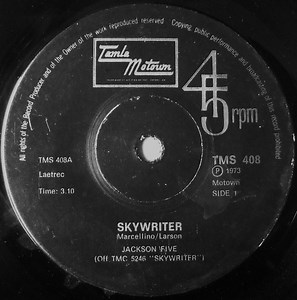 All rights of the Record Producer and of the Owner of the work reproduced reserved
Copying, public performance and broadcasting of this record prohibited
Tamla
Motown
45 rpm
TMS 408A
Laetrec
Time: 3.10
TMS 408
℗ 1973
Motown
SIDE 1
SKYWRITER
Marcellino/Larson
JACKSON FIVE
(Off TMC 5246 "SKYWRITER")